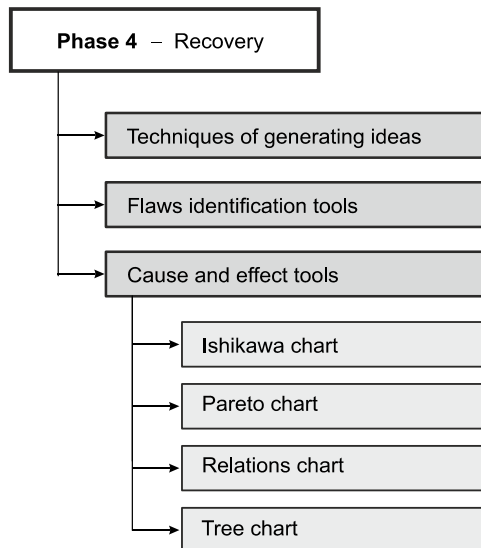 Phase 4 – Recovery
Techniques of generating ideas
Flaws identification tools
Cause and effect tools
Ishikawa chart
Pareto chart
Relations chart
Tree chart